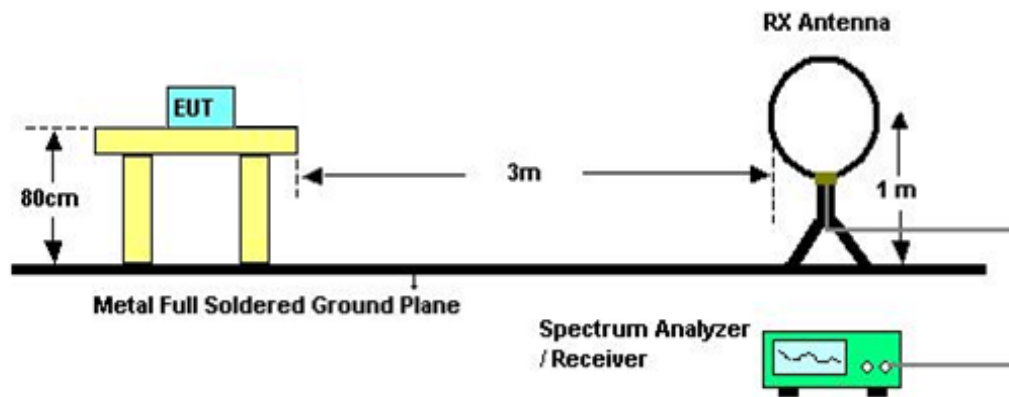 RX Antenna
EUT
80cm
3m
1 m
Metal Full Soldered Ground Plane
Spectrum Analyzer
/ Receiver